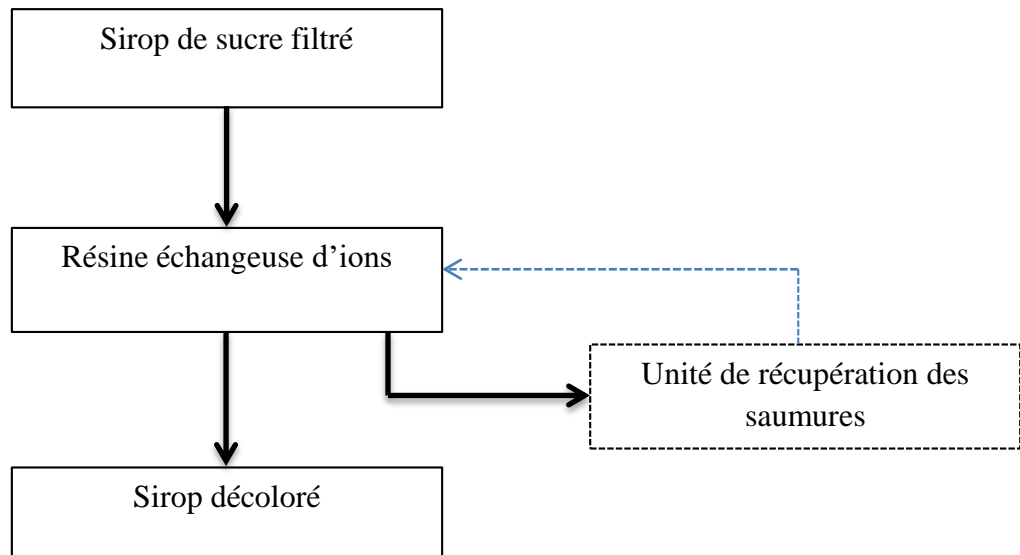 Sirop de sucre filtré
Résine échangeuse d’ions
Unité de récupération des
saumures
Sirop décoloré